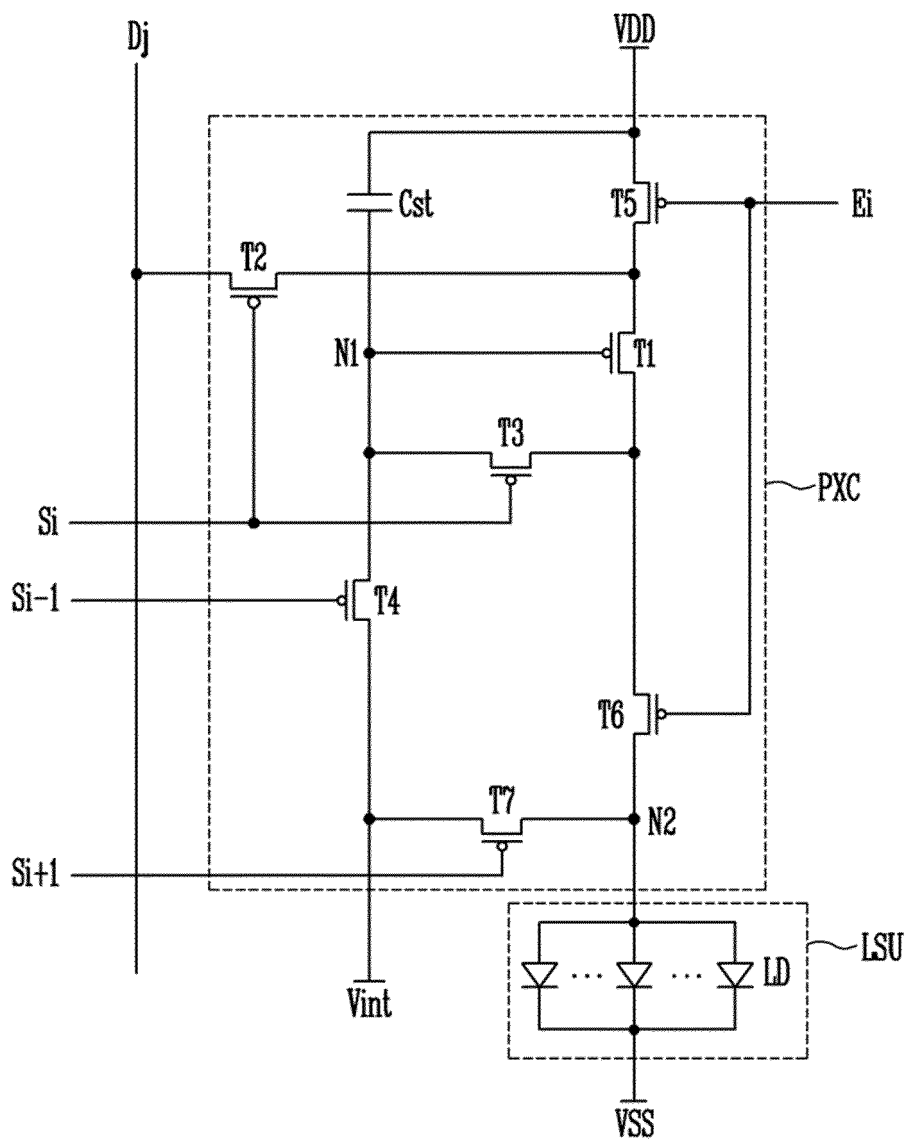 Dj
VDD
Cst
T5
Ei
T2
N1
T1
T3
PXC
Si
Si-1
T4
T6
T7
N2
Si+1
LSU
... ... LD
Vint
VSS